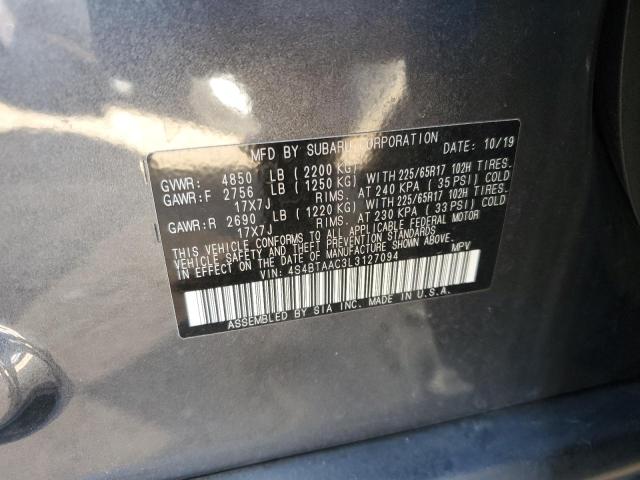 MFD BY SUBARU CORPORATION DATE: 10/19
GVWR: 4850 LB ( 2200 KG)
GAWR:F 2756 LB ( 1250 KG) WITH 225/65R17 102H TIRES.
17X7J RIMS. AT 240 KPA ( 35 PSI) COLD
GAWR:R 2690 LB ( 1220 KG) WITH 225/65R17 102H TIRES.
17X7J RIMS. AT 230 KPA ( 33 PSI) COLD
THIS VEHICLE CONFORMS TO ALL APPLICABLE FEDERAL MOTOR
VEHICLE SAFETY AND THEFT PREVENTION STANDARDS
IN EFFECT ON THE DATE OF MANUFACTURE SHOWN ABOVE.
VIN: 4S4BTAAC3L3127094 MPV
ASSEMBLED BY SIA INC. MADE IN U.S.A.